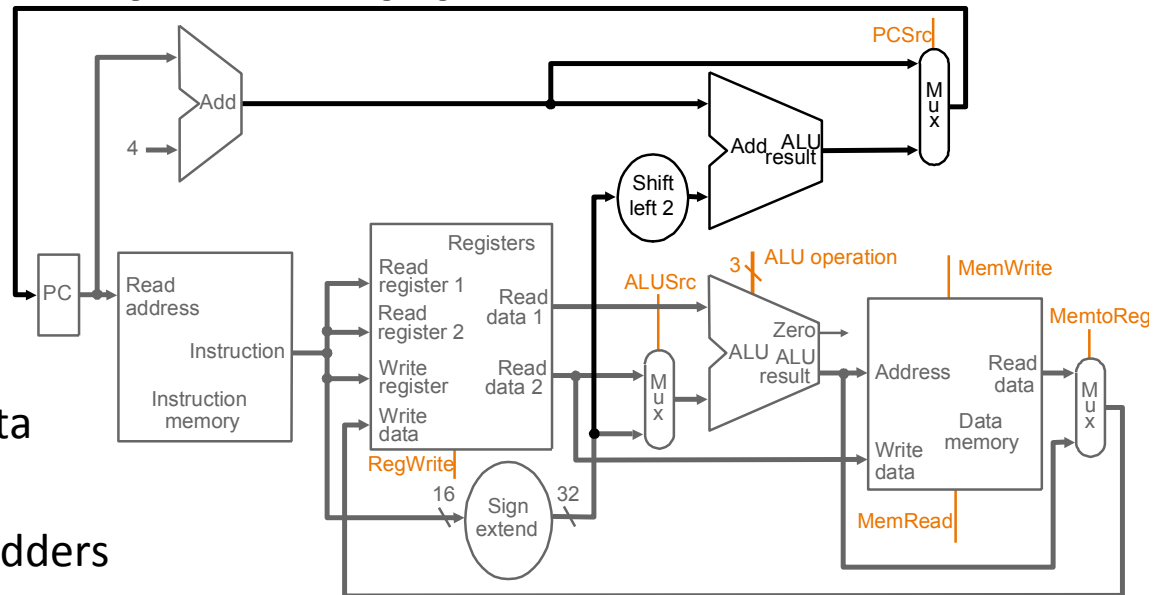 PCSrc
Add
4
Mux
Add ALU
result
Shift
left 2
Registers
Read
register 1
Read
register 2
Write
register
Write
data
Read
data 1
Read
data 2
RegWrite
PC
Read
address
Instruction
Instruction
memory
ALUSrc
3
ALU operation
Mux
Zero
ALU ALU
result
MemWrite
Address
Read
data
Data
memory
Write
data
MemRead
MemtoReg
Mux
16
Sign
extend
32
ta
dders